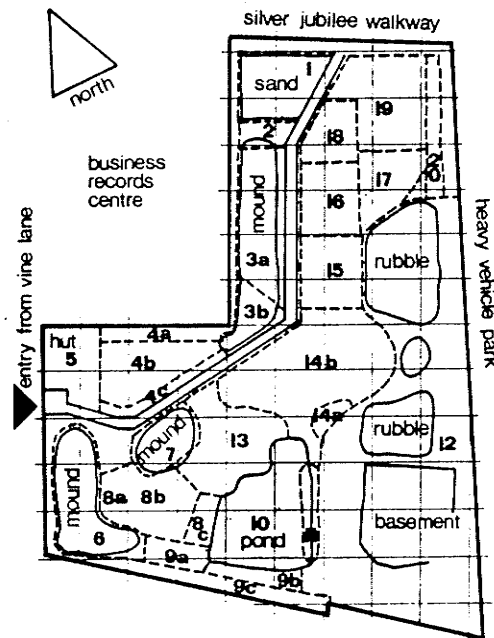 silver jubilee walkway
north
sand
1
2
business
records
centre
mound
3a
3b
18
19
16
17
20
15
rubble
heavy vehicle park
entry from vine lane
hut
5
4a
4b
4c
14b
14a
rubble
12
mound
7
13
mound
6
8a
8b
8
c
10
pond
11
basement
9a
9b
9c